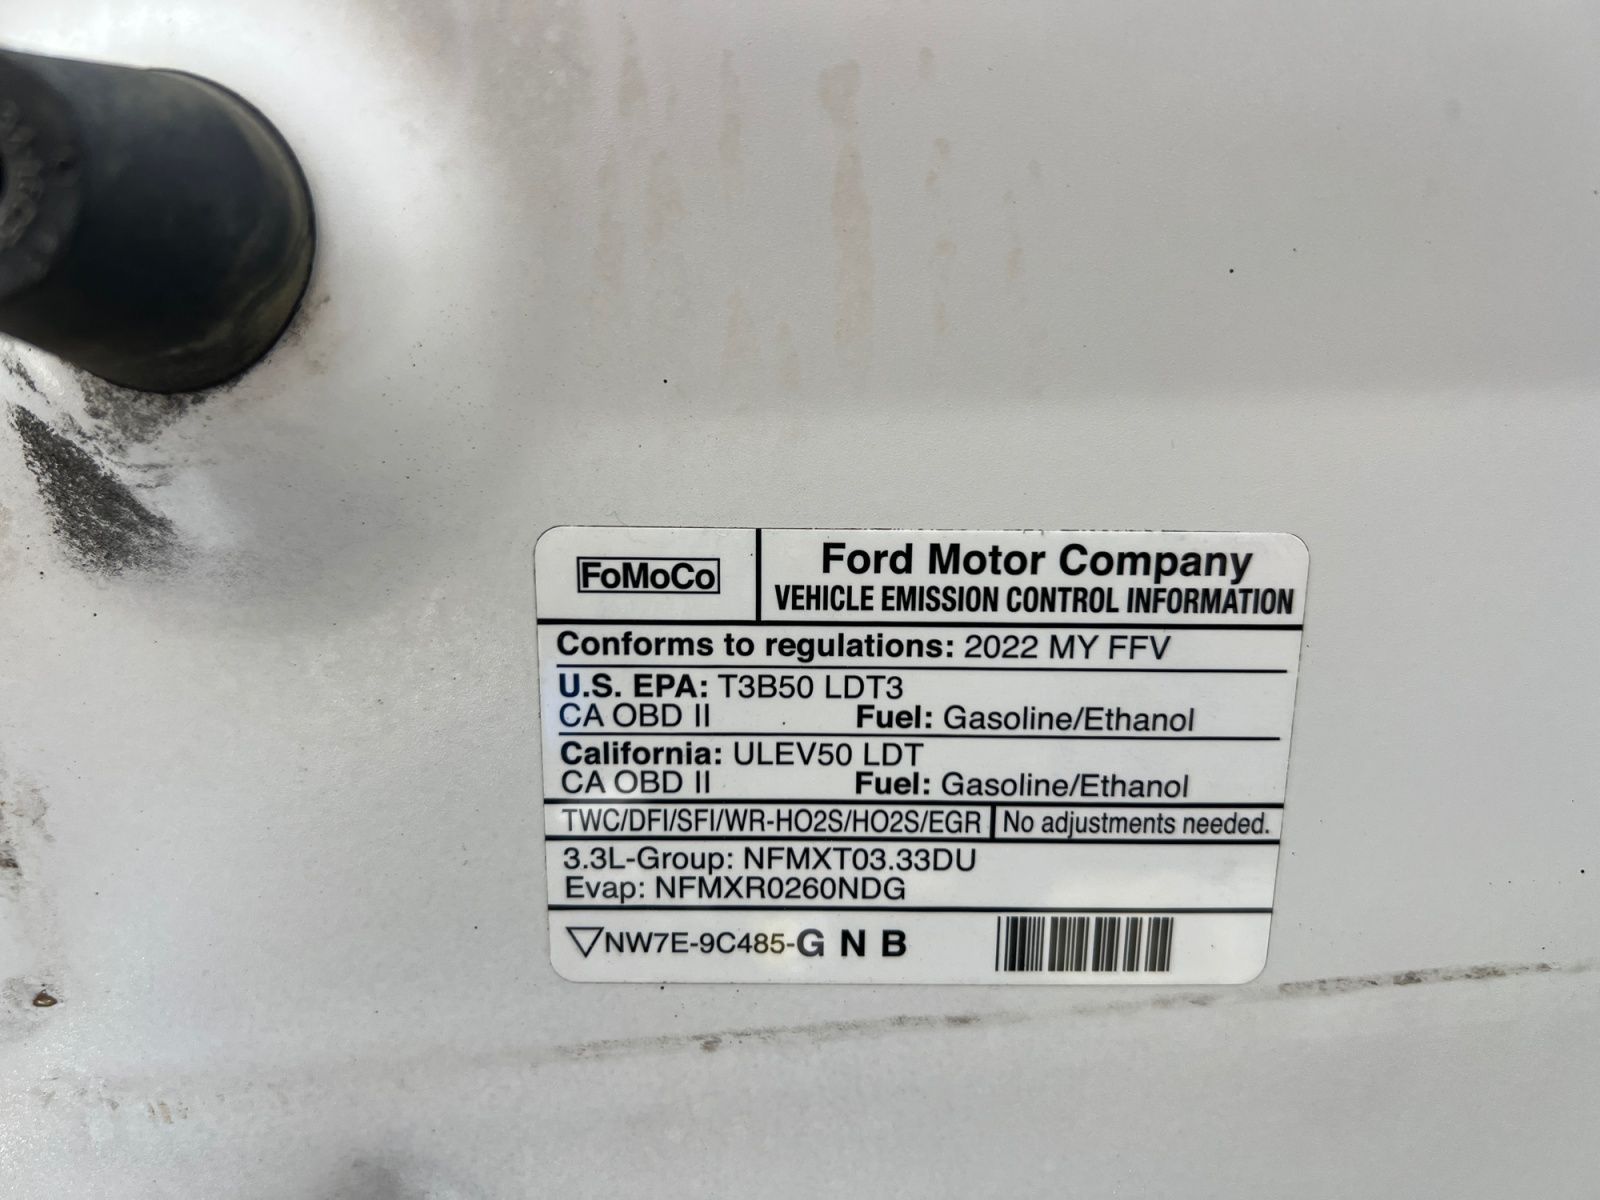 FoMoCo
Ford Motor Company
VEHICLE EMISSION CONTROL INFORMATION
Conforms to regulations: 2022 MY FFV
U.S. EPA: T3B50 LDT3
CA OBD II Fuel: Gasoline/Ethanol
California: ULEV50 LDT
CA OBD II Fuel: Gasoline/Ethanol
TWC/DFI/SFI/WR-HO2S/HO2S/EGR No adjustments needed.
3.3L-Group: NFMXT03.33DU
Evap: NFMXR0260NDG
NW7E-9C485-G N B